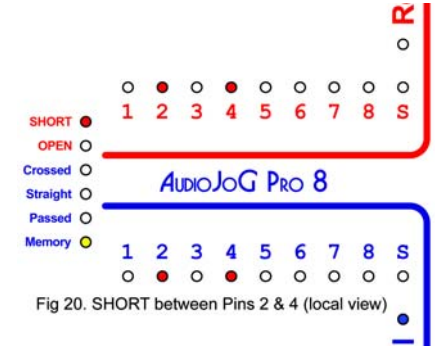 R
1 2 3 4 5 6 7 8 S
SHORT
OPEN
Crossed
Straight
Passed
Memory
AUDIOJOG PRO 8
1 2 3 4 5 6 7 8 S
Fig 20. SHORT between Pins 2 & 4 (local view)